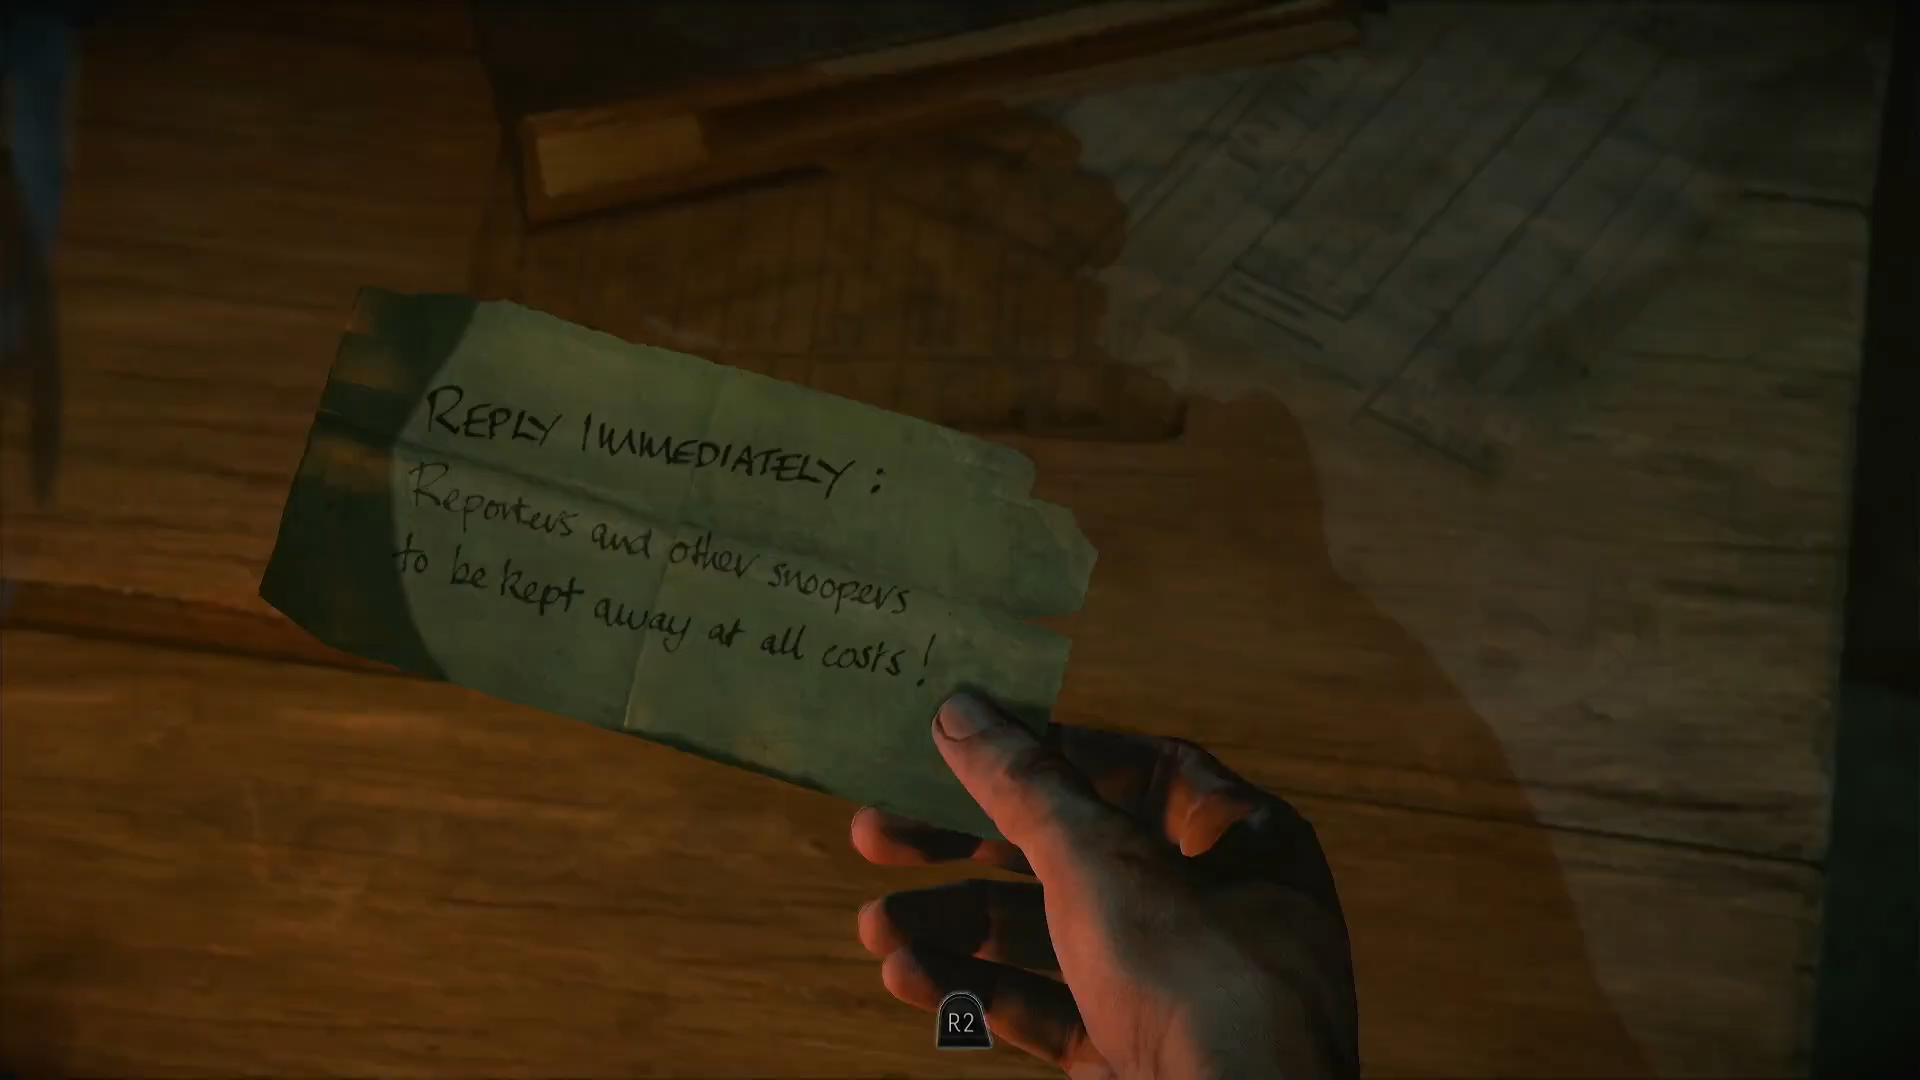 REPLY IMMEDIATELY :
Reporters and other snoopers
to be kept away at all costs!
R2